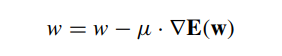 w = w − μ · ∇E(w)